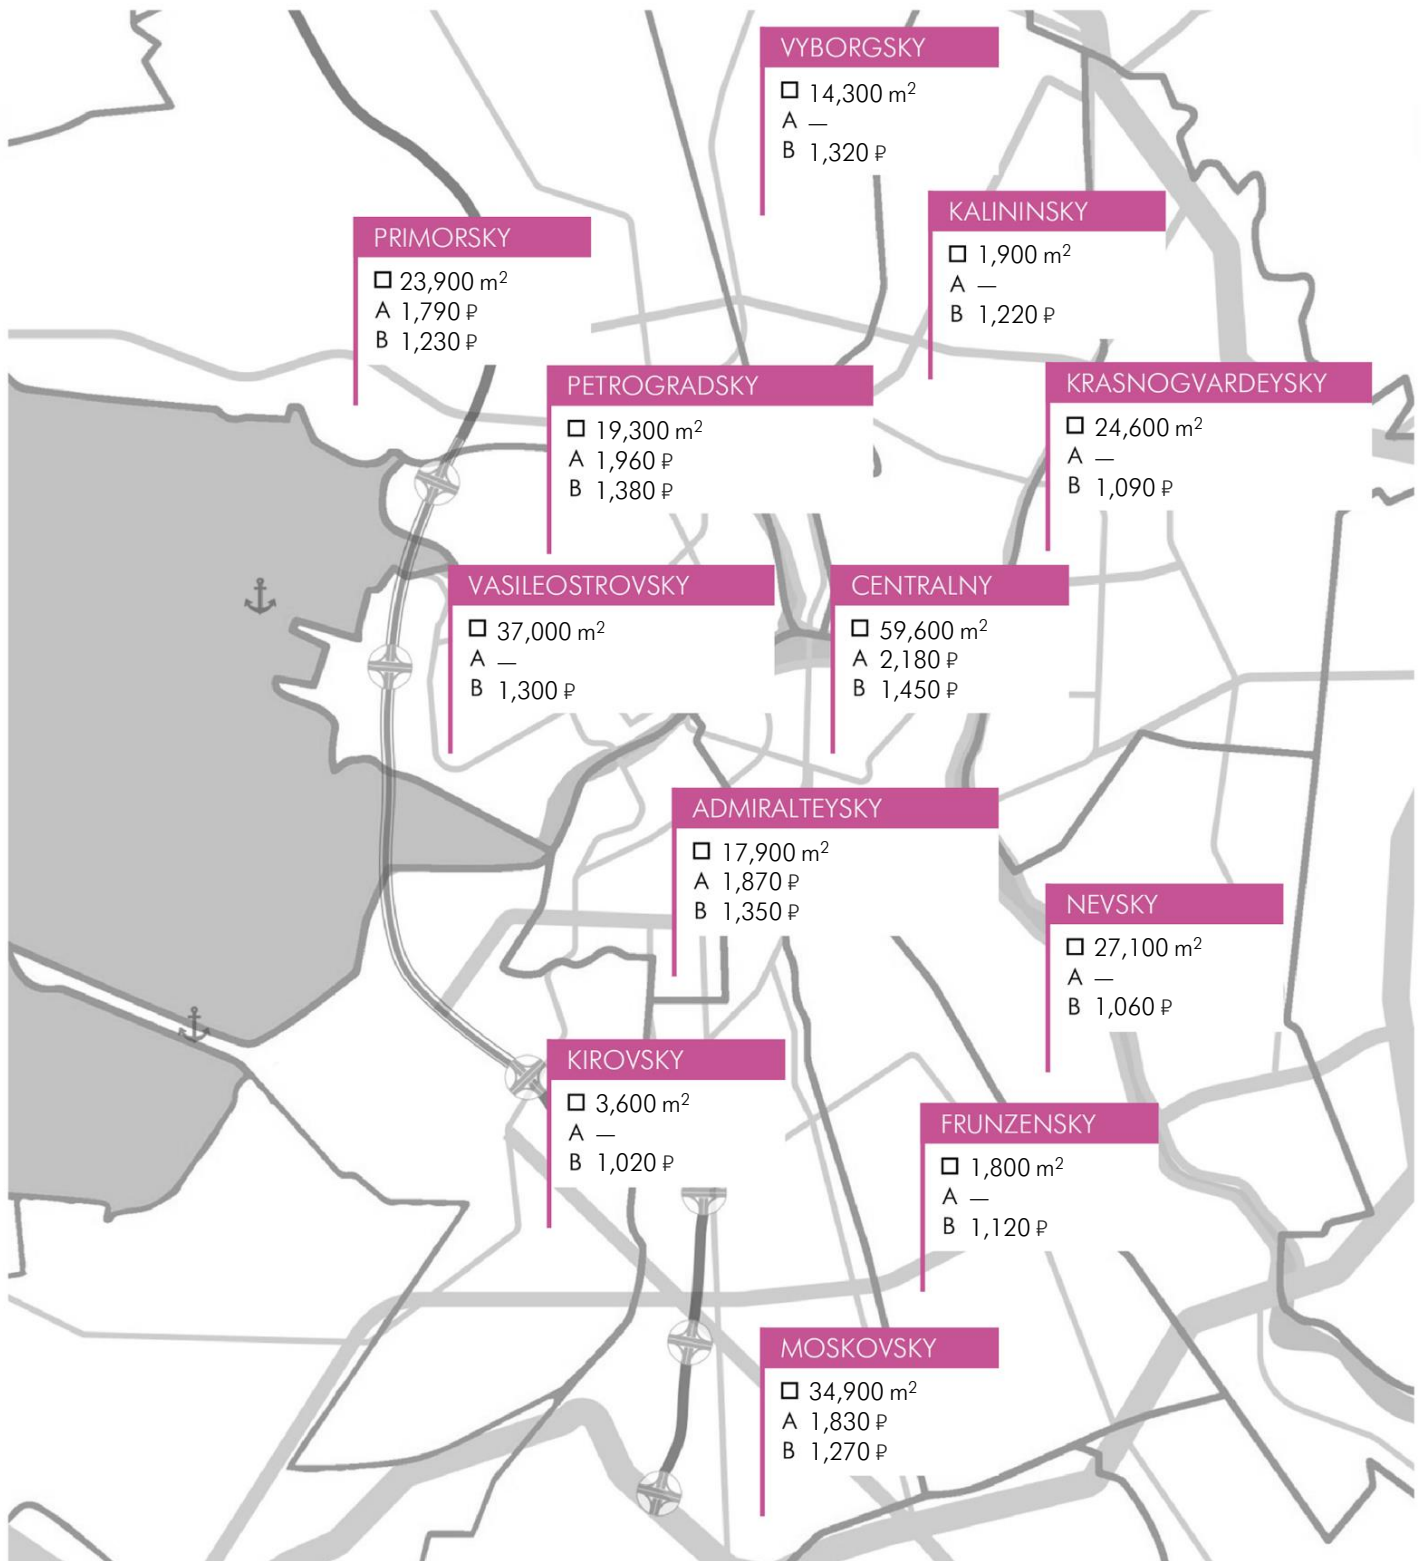 VYBORGSKY
14,300 m²
A —
B 1,320 ₽
KALININSKY
1,900 m²
A —
B 1,220 ₽
PRIMORSKY
23,900 m²
A 1,790 ₽
B 1,230 ₽
PETROGRADSKY
19,300 m²
A 1,960 ₽
B 1,380 ₽
KRASNOGVARDEYSKY
24,600 m²
A —
B 1,090 ₽
VASILEOSTROVSKY
37,000 m²
A —
B 1,300 ₽
CENTRALNY
59,600 m²
A 2,180 ₽
B 1,450 ₽
ADMIRALTEYSKY
17,900 m²
A 1,870 ₽
B 1,350 ₽
NEVSKY
27,100 m²
A —
B 1,060 ₽
KIROVSKY
3,600 m²
A —
B 1,020 ₽
FRUNZENSKY
1,800 m²
A —
B 1,120 ₽
MOSKOVSKY
34,900 m²
A 1,830 ₽
B 1,270 ₽